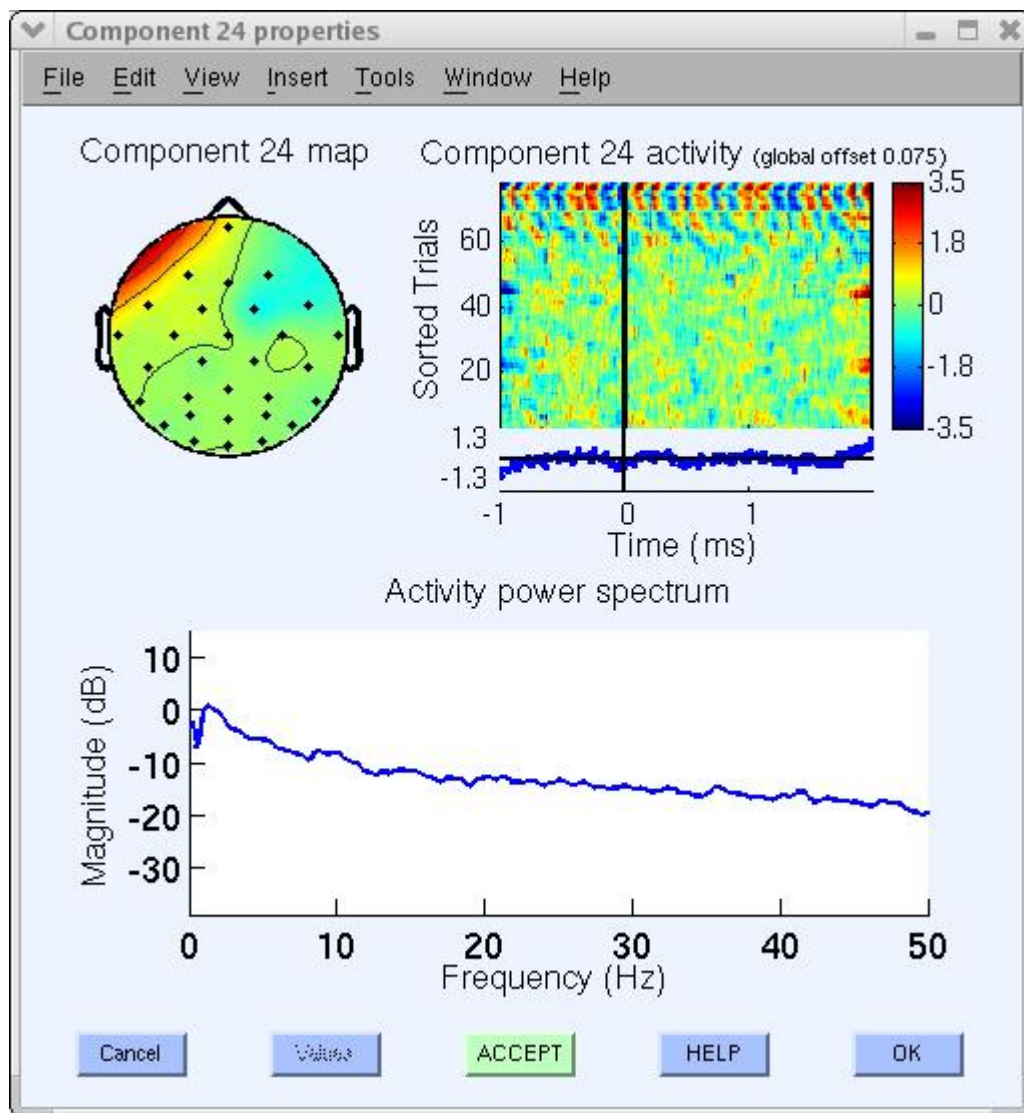 Component 24 properties
File Edit View Insert Tools Window Help
Component 24 map
Component 24 activity (global offset 0.075)
Sorted Trials
60
40
20
3.5
1.8
0
-1.8
-3.5
1.3
-1.3
-1 0 1
Time (ms)
Activity power spectrum
Magnitude (dB)
10
0
-10
-20
-30
0 10 20 30 40 50
Frequency (Hz)
Cancel Values ACCEPT HELP OK